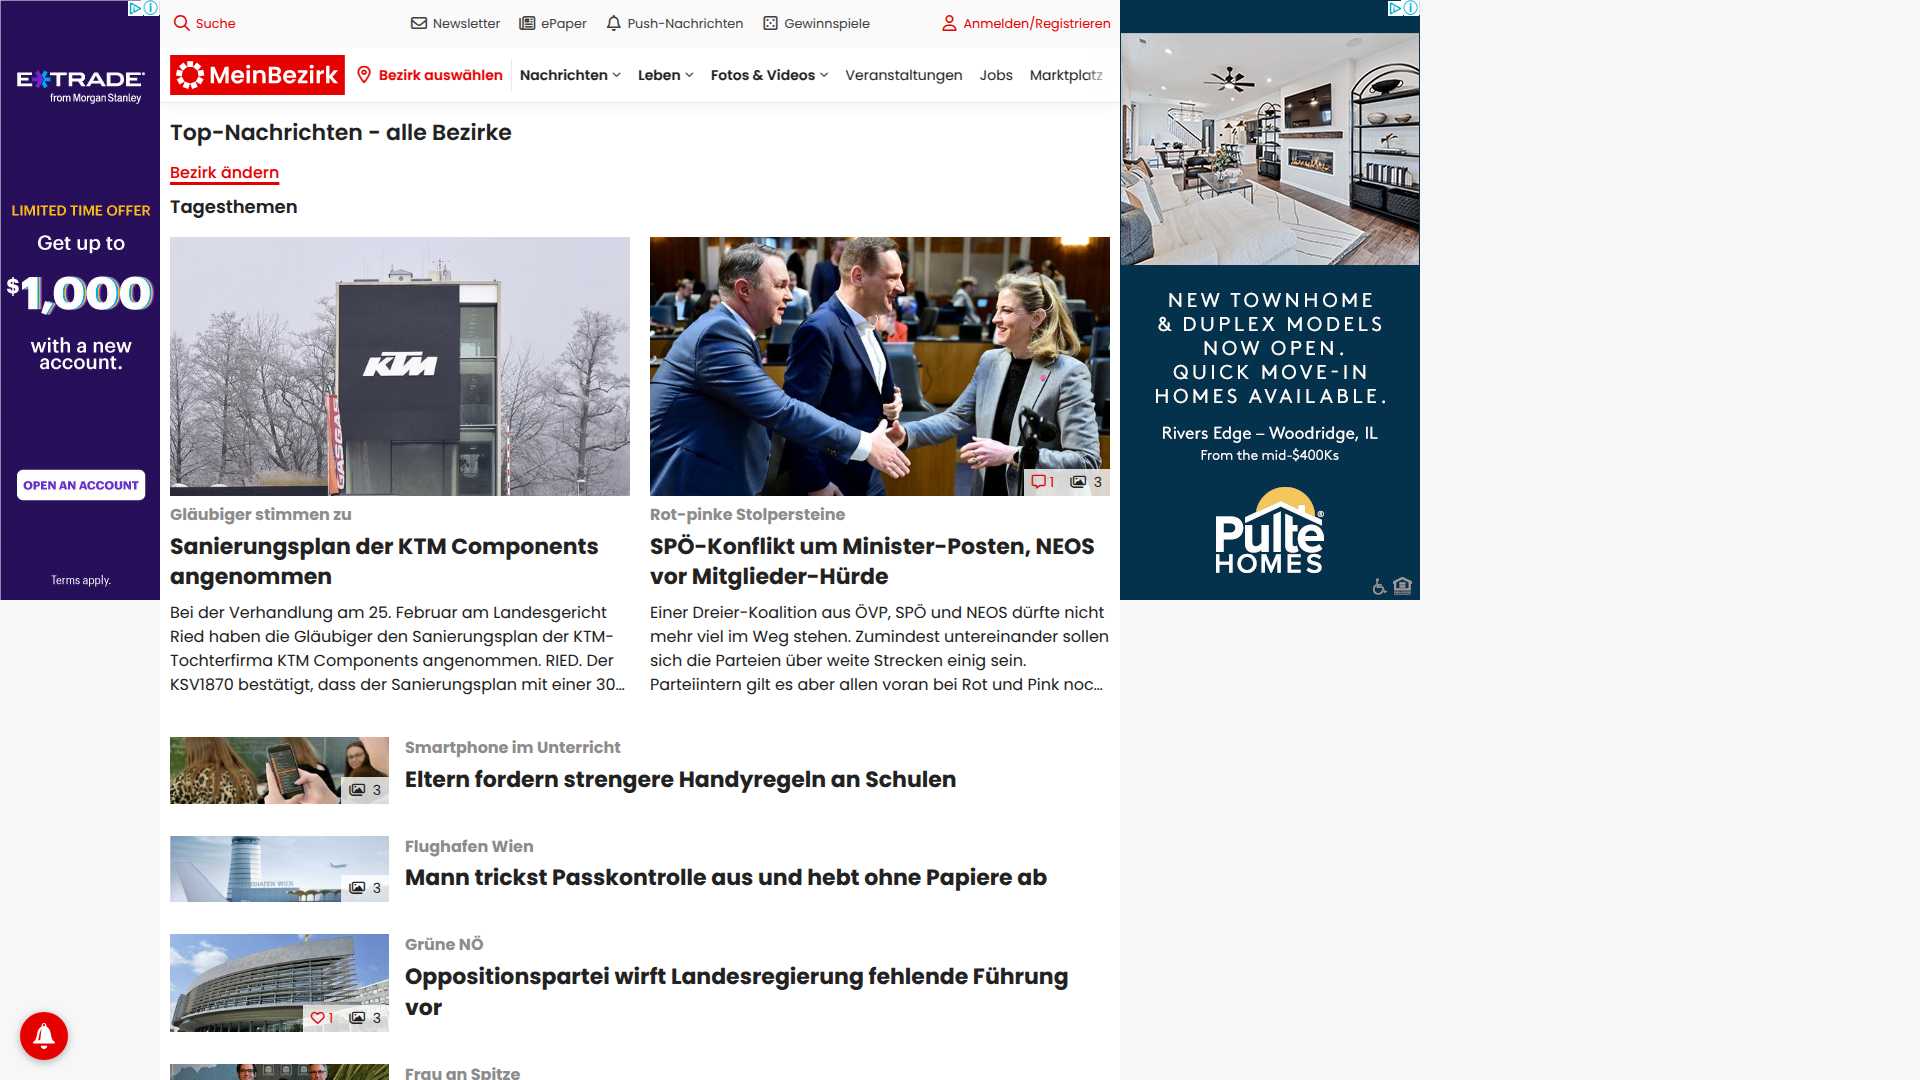 E*TRADE
from Morgan Stanley
LIMITED TIME OFFER
Get up to
$1,000
with a new
account.
OPEN AN ACCOUNT
Terms apply.
Suche
Newsletter
ePaper
Push-Nachrichten
Gewinnspiele
Anmelden/Registrieren
MeinBezirk
Bezirk auswählen
Nachrichten
Leben
Fotos & Videos
Veranstaltungen
Jobs
Marktplatz
Top-Nachrichten - alle Bezirke
Bezirk ändern
Tagesthemen
KTM
GASGAS
Gläubiger stimmen zu
Sanierungsplan der KTM Components
angenommen
Bei der Verhandlung am 25. Februar am Landesgericht
Ried haben die Gläubiger den Sanierungsplan der KTM-
Tochterfirma KTM Components angenommen. RIED. Der
KSV1870 bestätigt, dass der Sanierungsplan mit einer 30...
1
3
Rot-pinke Stolpersteine
SPÖ-Konflikt um Minister-Posten, NEOS
vor Mitglieder-Hürde
Einer Dreier-Koalition aus ÖVP, SPÖ und NEOS dürfte nicht
mehr viel im Weg stehen. Zumindest untereinander sollen
sich die Parteien über weite Strecken einig sein.
Parteiintern gilt es aber allen voran bei Rot und Pink noc...
3
Smartphone im Unterricht
Eltern fordern strengere Handyregeln an Schulen
3
Flughafen Wien
Mann trickst Passkontrolle aus und hebt ohne Papiere ab
1
3
Grüne NÖ
Oppositionspartei wirft Landesregierung fehlende Führung
vor
Frau an Spitze
NEW TOWNHOME
& DUPLEX MODELS
NOW OPEN.
QUICK MOVE-IN
HOMES AVAILABLE.
Rivers Edge – Woodridge, IL
From the mid-$400Ks
Pulte®
HOMES